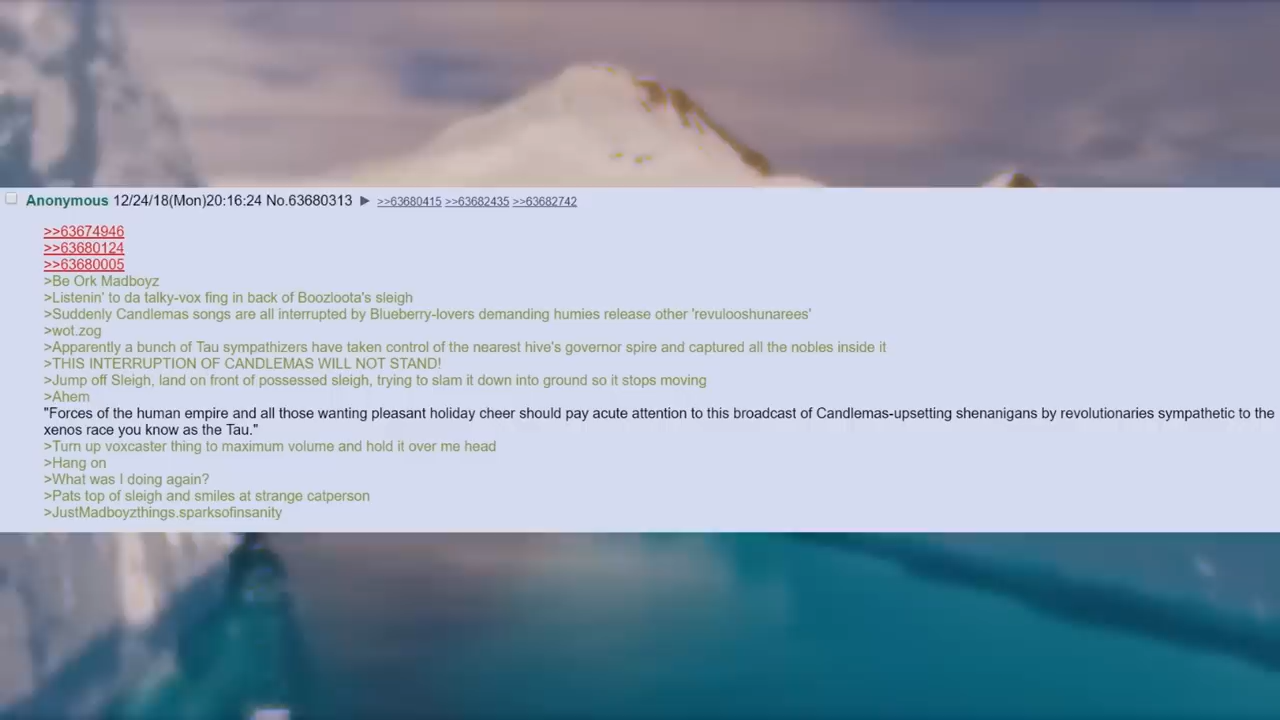 Anonymous 12/24/18(Mon)20:16:24 No.63680313 ▶ >>63680415 >>63682435 >>63682742
>>63674946
>>63680124
>>63680005
>Be Ork Madboyz
>Listenin' to da talky-vox fing in back of Boozloota's sleigh
>Suddenly Candlemas songs are all interrupted by Blueberry-lovers demanding humies release other 'revulooshunarees'
>wot.zog
>Apparently a bunch of Tau sympathizers have taken control of the nearest hive's governor spire and captured all the nobles inside it
>THIS INTERRUPTION OF CANDLEMAS WILL NOT STAND!
>Jump off Sleigh, land on front of possessed sleigh, trying to slam it down into ground so it stops moving
>Ahem
"Forces of the human empire and all those wanting pleasant holiday cheer should pay acute attention to this broadcast of Candlemas-upsetting shenanigans by revolutionaries sympathetic to the
xenos race you know as the Tau."
>Turn up voxcaster thing to maximum volume and hold it over me head
>Hang on
>What was I doing again?
>Pats top of sleigh and smiles at strange catperson
>JustMadboyzthings.sparksofinsanity